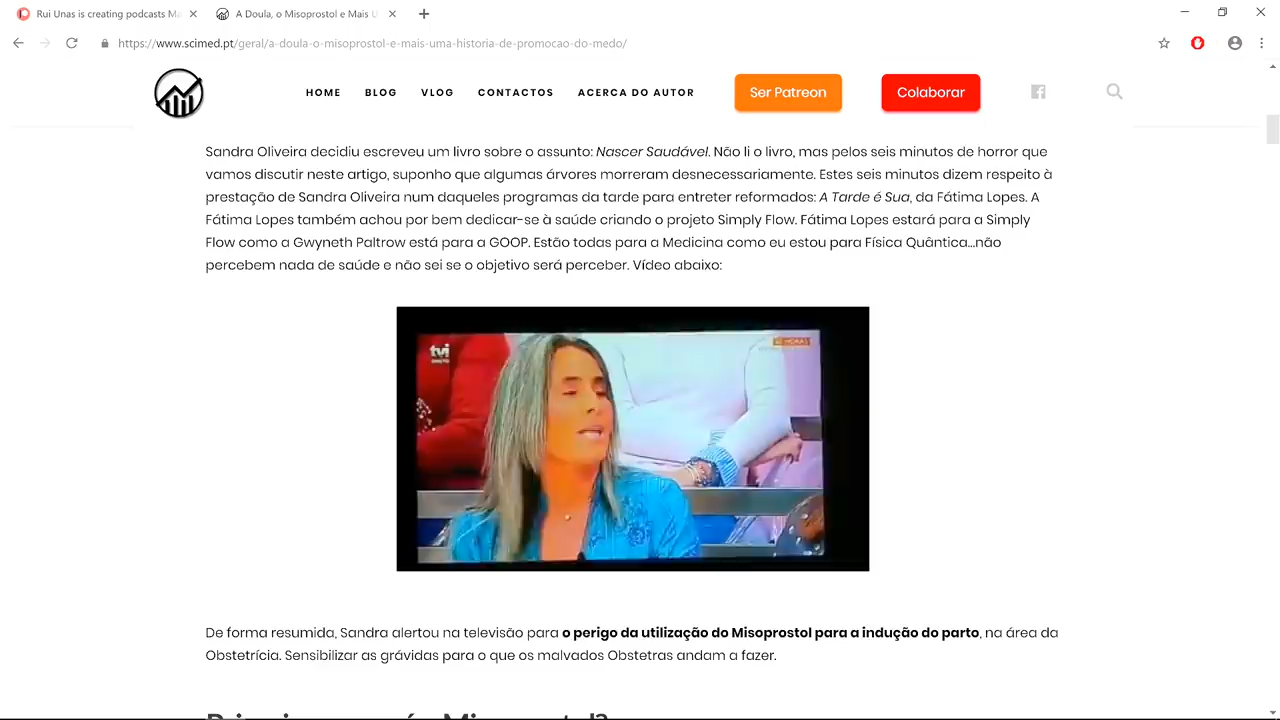 Rui Unas is creating podcasts Ma
A Doula, o Misoprostol e Mais U
https://www.scimed.pt/geral/a-doula-o-misoprostol-e-mais-uma-historia-de-promocao-do-medo/
HOME BLOG VLOG CONTACTOS ACERCA DO AUTOR Ser Patreon Colaborar
Sandra Oliveira decidiu escreveu um livro sobre o assunto: Nascer Saudável. Não li o livro, mas pelos seis minutos de horror que
vamos discutir neste artigo, suponho que algumas árvores morreram desnecessariamente. Estes seis minutos dizem respeito à
prestação de Sandra Oliveira num daqueles programas da tarde para entreter reformados: A Tarde é Sua, da Fátima Lopes. A
Fátima Lopes também achou por bem dedicar-se à saúde criando o projeto Simply Flow. Fátima Lopes estará para a Simply
Flow como a Gwyneth Paltrow está para a GOOP. Estão todas para a Medicina como eu estou para Física Quântica...não
percebem nada de saúde e não sei se o objetivo será perceber. Vídeo abaixo:
tvi
DIRETO
De forma resumida, Sandra alertou na televisão para o perigo da utilização do Misoprostol para a indução do parto, na área da
Obstetrícia. Sensibilizar as grávidas para o que os malvados Obstetras andam a fazer.